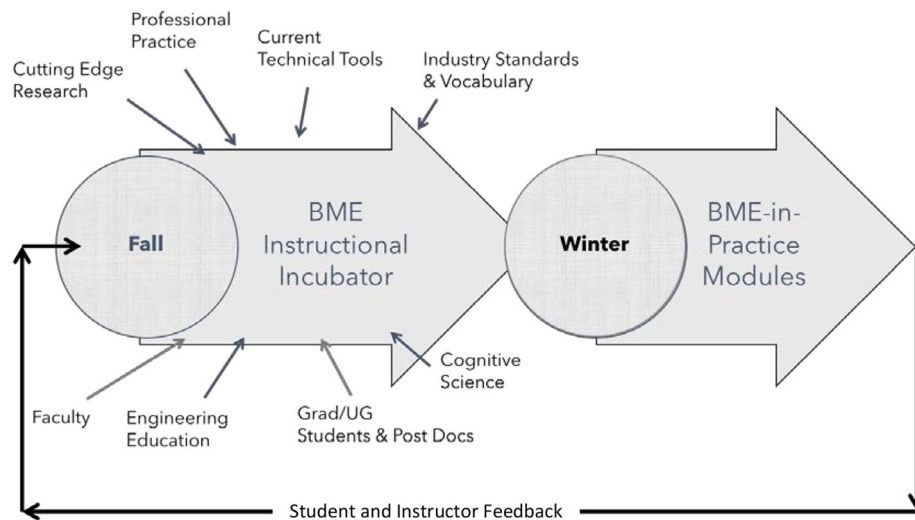 Professional
Practice
Current
Technical Tools
Industry Standards
& Vocabulary
Cutting Edge
Research
Fall
BME
Instructional
Incubator
Winter
BME-in-
Practice
Modules
Cognitive
Science
Faculty
Engineering
Education
Grad/UG
Students & Post Docs
Student and Instructor Feedback